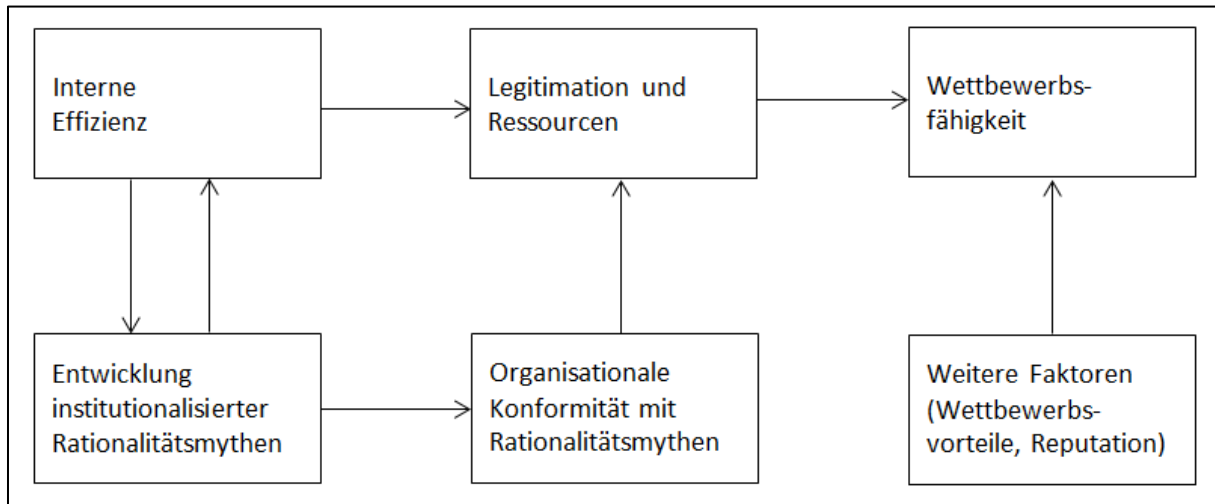 Interne
Effizienz
Legitimation und
Ressourcen
Wettbewerbs-
fähigkeit
Entwicklung
institutionalisierter
Rationalitätsmythen
Organisationale
Konformität mit
Rationalitätsmythen
Weitere Faktoren
(Wettbewerbs-
vorteile, Reputation)